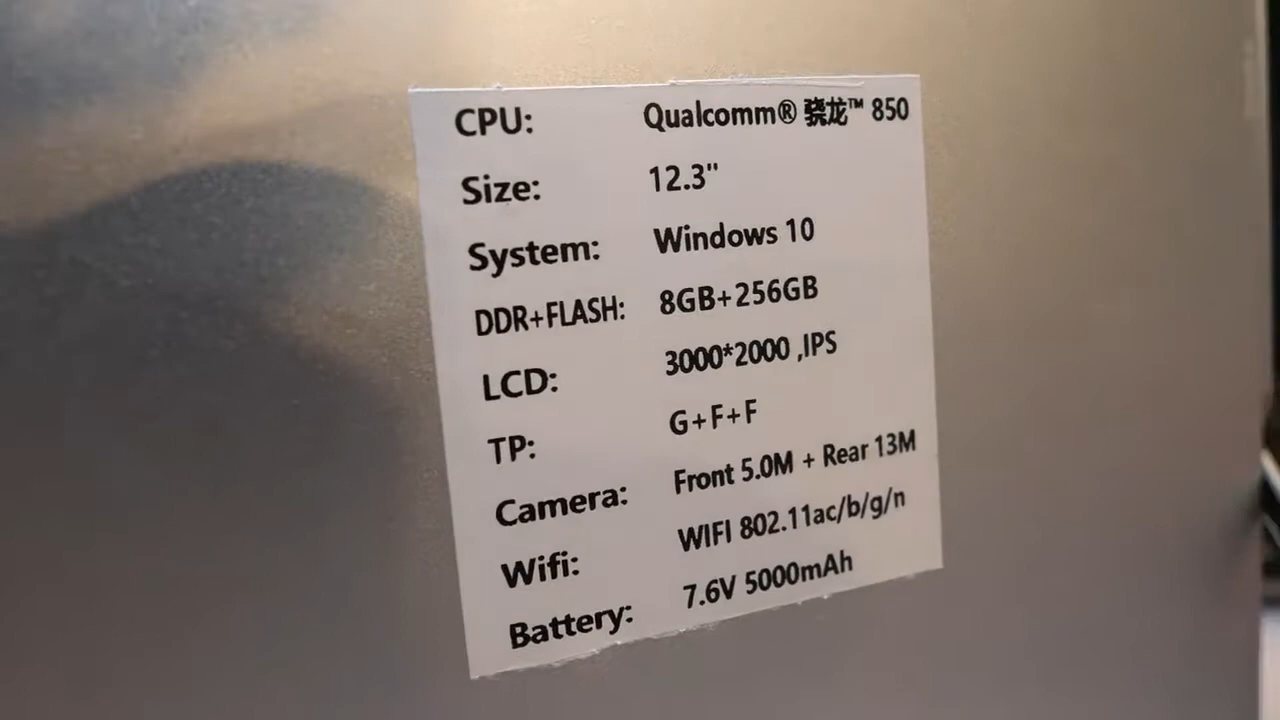 CPU: Qualcomm® 骁龙™ 850
Size: 12.3"
System: Windows 10
DDR+FLASH: 8GB+256GB
LCD: 3000*2000 ,IPS
TP: G+F+F
Camera: Front 5.0M + Rear 13M
Wifi: WIFI 802.11ac/b/g/n
Battery: 7.6V 5000mAh